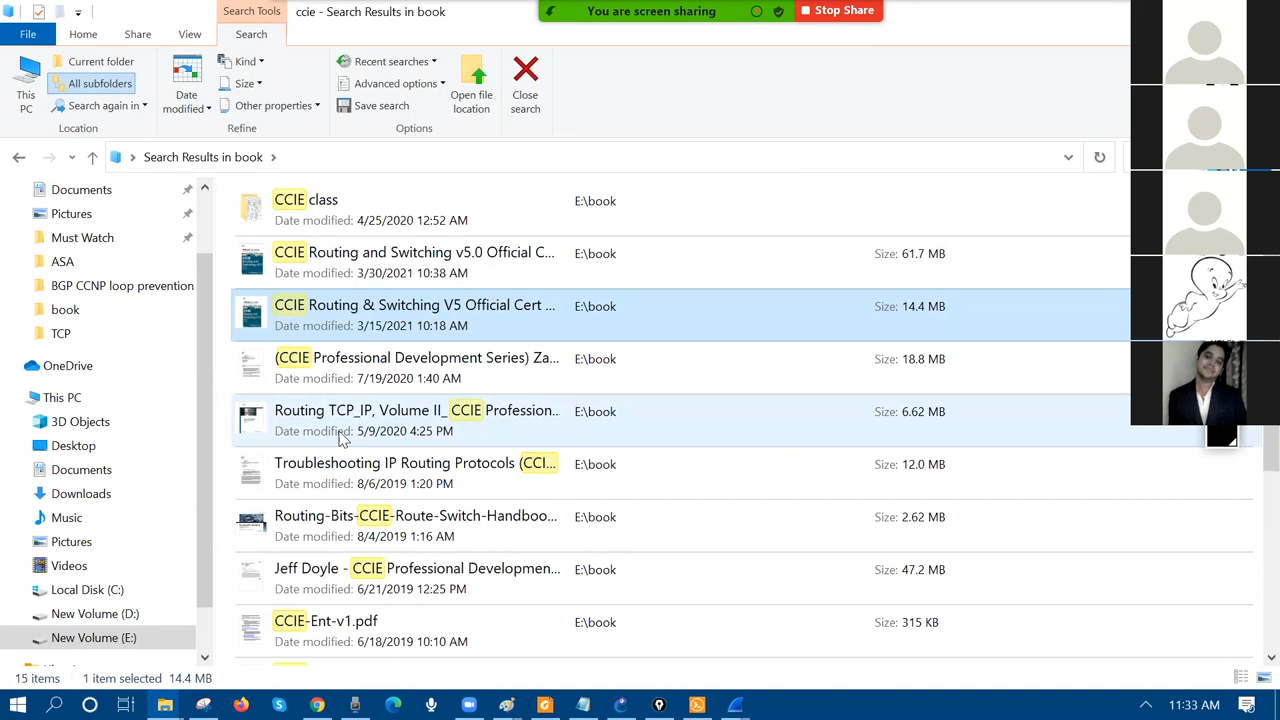 Search Tools
ccie - Search Results in book
You are screen sharing
Stop Share
File
Home
Share
View
Search
This PC
Current folder
All subfolders
Search again in
Location
Date modified
Kind
Size
Other properties
Refine
Recent searches
Advanced options
Save search
Options
Open file location
Close search
Search Results in book
Documents
Pictures
Must Watch
ASA
BGP CCNP loop prevention
book
TCP
OneDrive
This PC
3D Objects
Desktop
Documents
Downloads
Music
Pictures
Videos
Local Disk (C:)
New Volume (D:)
New Volume (E:)
CCIE class
Date modified: 4/25/2020 12:52 AM
E:\book
CCIE Routing and Switching v5.0 Official C...
Date modified: 3/30/2021 10:38 AM
E:\book
Size: 61.7 MB
CCIE Routing & Switching V5 Official Cert ...
Date modified: 3/15/2021 10:18 AM
E:\book
Size: 14.4 MB
(CCIE Professional Development Series) Za...
Date modified: 7/19/2020 1:40 AM
E:\book
Size: 18.8 MB
Routing TCP_IP, Volume II_ CCIE Profession...
Date modified: 5/9/2020 4:25 PM
E:\book
Size: 6.62 MB
Troubleshooting IP Routing Protocols (CCI...
Date modified: 8/6/2019 1:20 PM
E:\book
Size: 12.0 MB
Routing-Bits-CCIE-Route-Switch-Handboo...
Date modified: 8/4/2019 1:16 AM
E:\book
Size: 2.62 MB
Jeff Doyle - CCIE Professional Developmen...
Date modified: 6/21/2019 12:25 PM
E:\book
Size: 47.2 MB
CCIE-Ent-v1.pdf
Date modified: 6/18/2019 10:10 AM
E:\book
Size: 315 KB
15 items
1 item selected 14.4 MB
11:33 AM